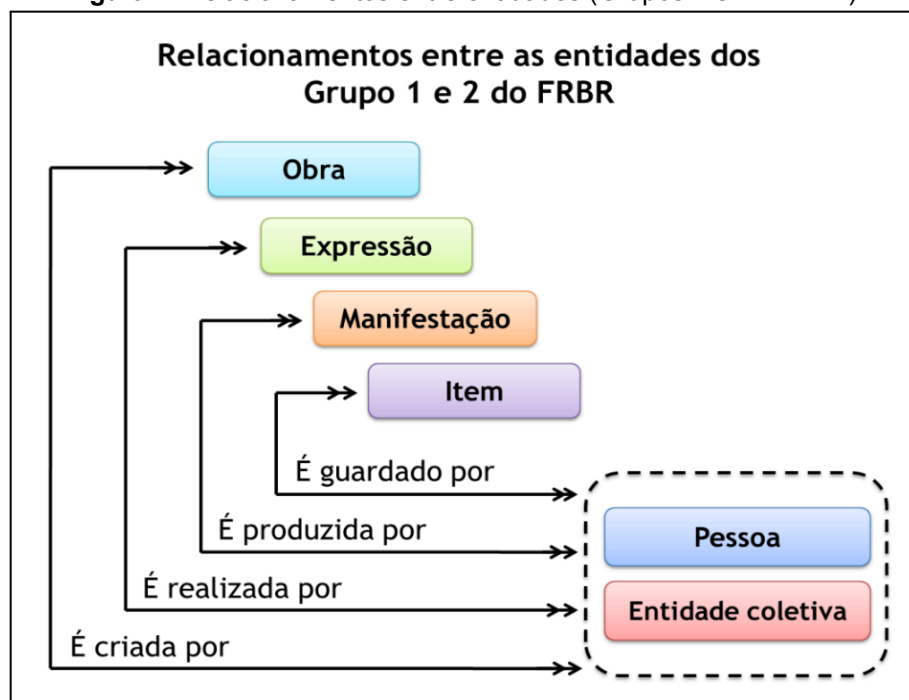 Relacionamentos entre as entidades dos
Grupo 1 e 2 do FRBR
Obra
Expressão
Manifestação
Item
É guardado por
É produzida por
Pessoa
É realizada por
Entidade coletiva
É criada por